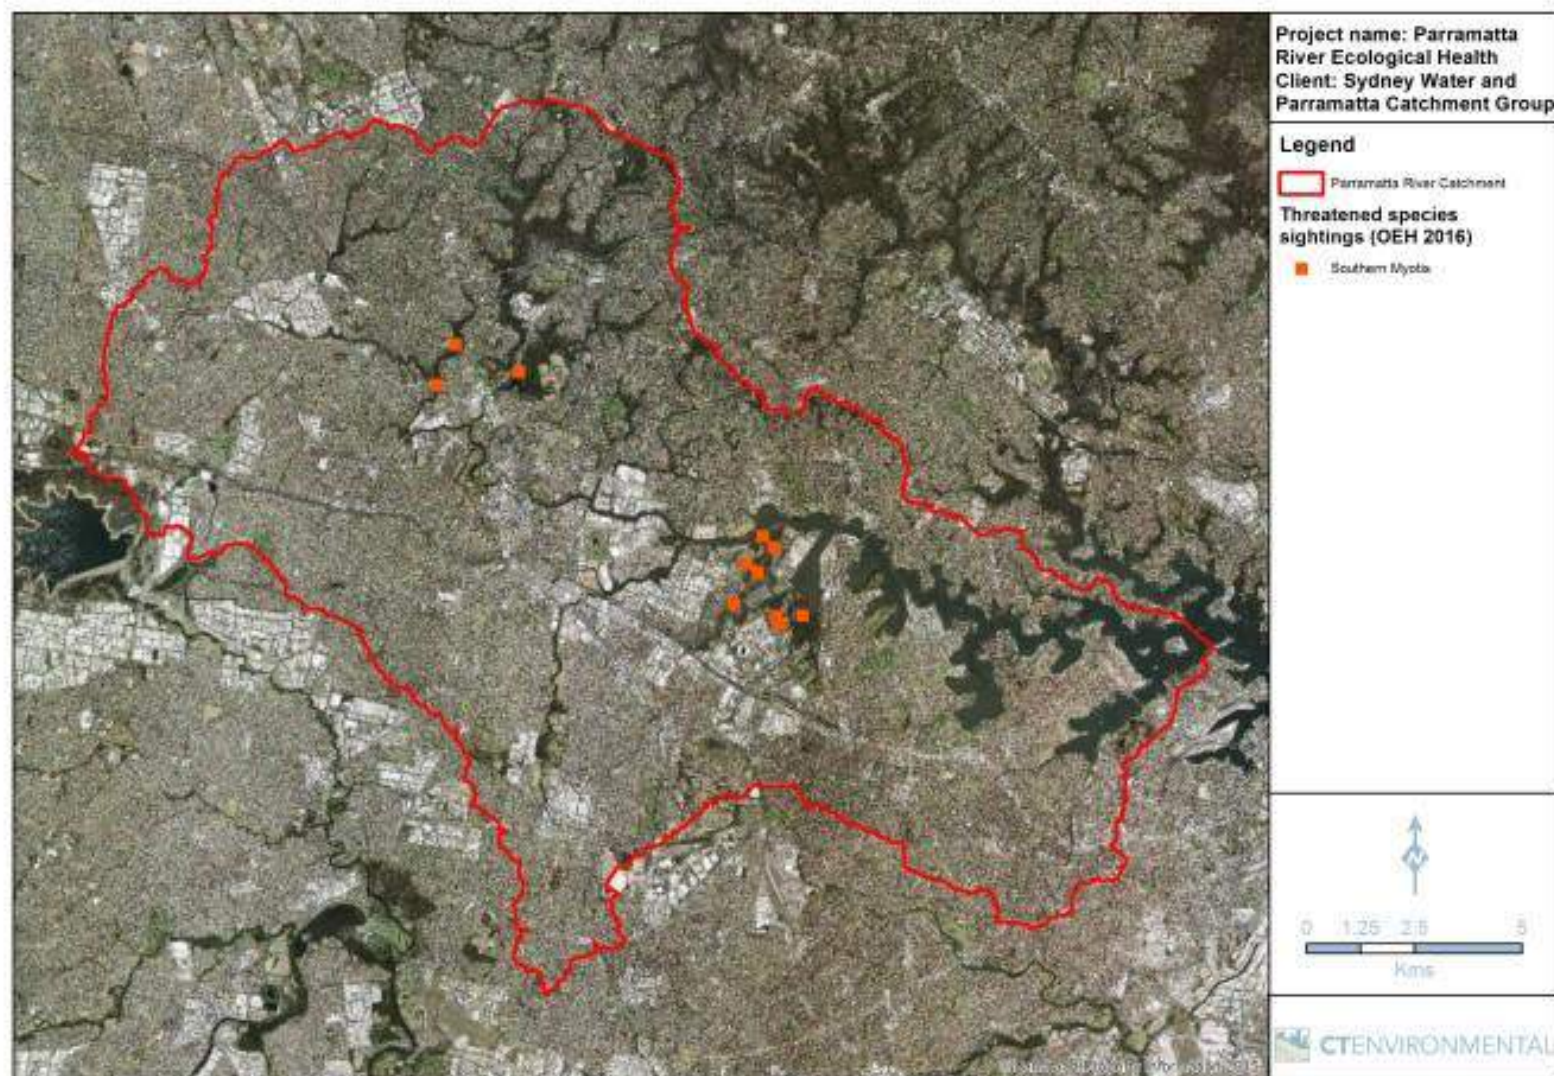 Project name: Parramatta
River Ecological Health
Client: Sydney Water and
Parramatta Catchment Group
Legend
Parramatta River Catchment
Threatened species
sightings (OEH 2016)
Southern Myotis
N
0 1.25 2.5 5
Kms
CTENVIRONMENTAL